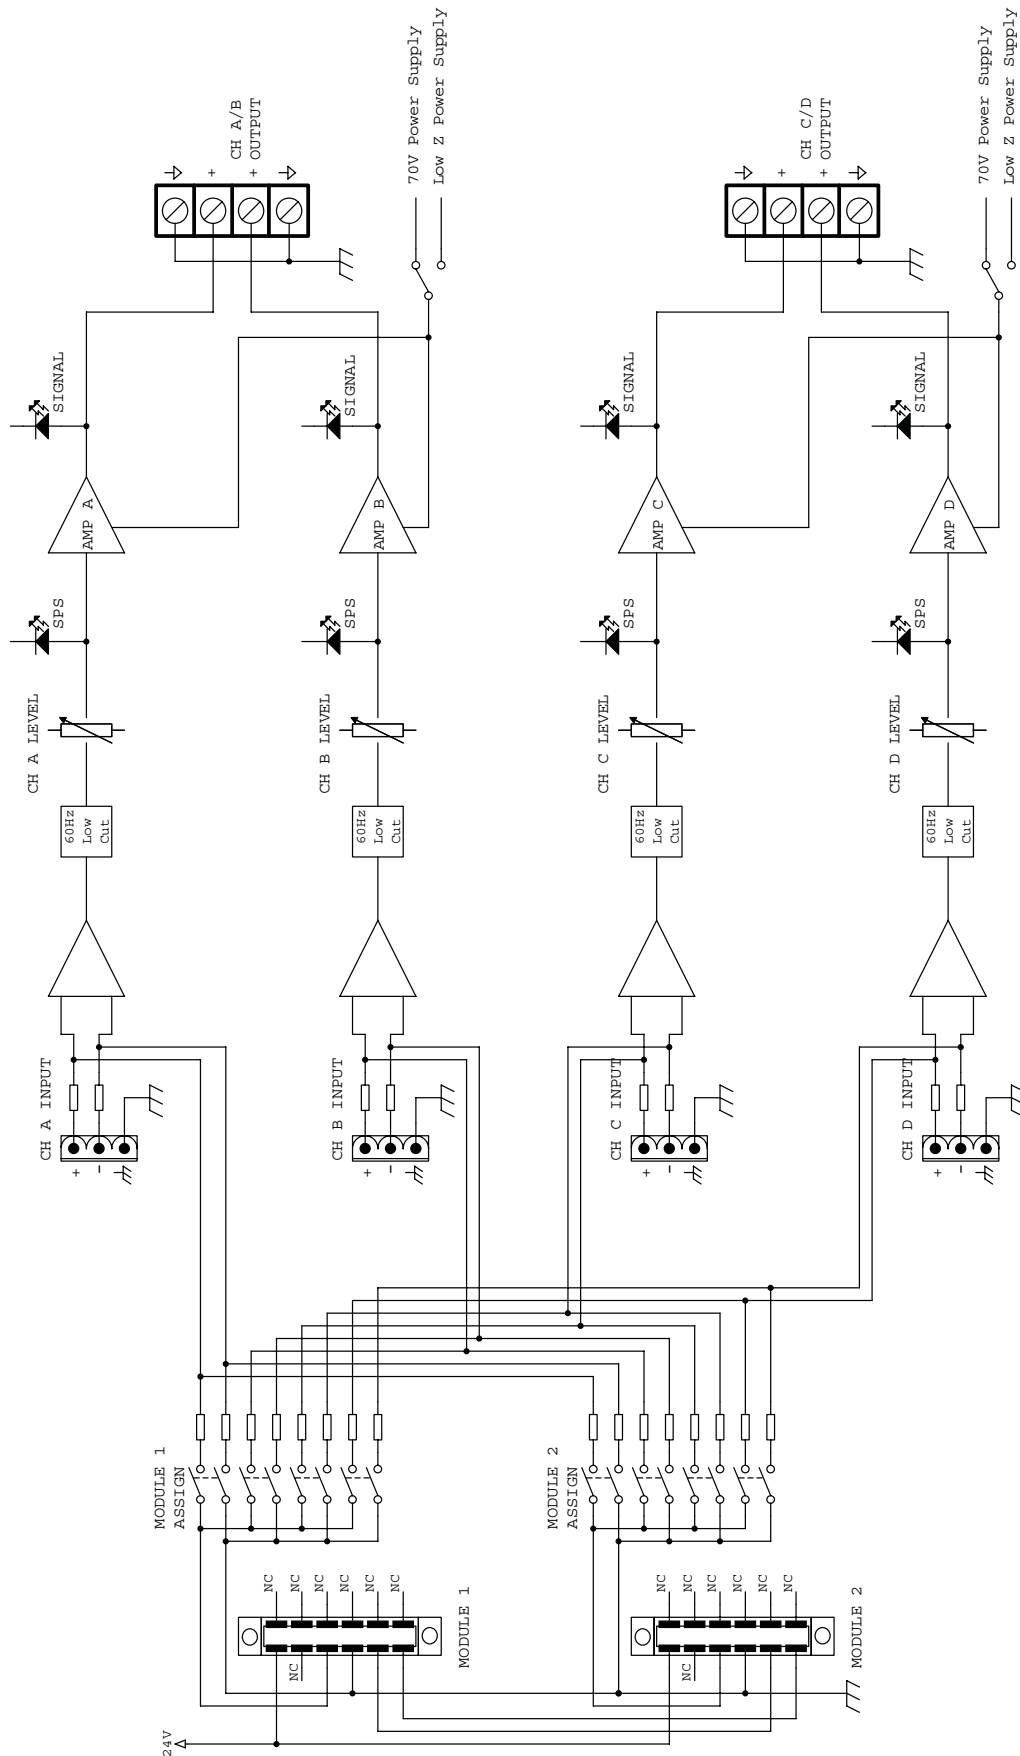 CH A INPUT
+
-
60Hz
Low
Cut
CH A LEVEL
SPS
AMP A
SIGNAL
CH A/B
OUTPUT
+
+
CH B INPUT
+
-
60Hz
Low
Cut
CH B LEVEL
SPS
AMP B
SIGNAL
70V Power Supply
Low Z Power Supply
CH C INPUT
+
-
60Hz
Low
Cut
CH C LEVEL
SPS
AMP C
SIGNAL
CH C/D
OUTPUT
+
+
CH D INPUT
+
-
60Hz
Low
Cut
CH D LEVEL
SPS
AMP D
SIGNAL
70V Power Supply
Low Z Power Supply
MODULE 1
ASSIGN
24V
NC
NC
NC
NC
NC
NC
NC
MODULE 1
MODULE 2
ASSIGN
NC
NC
NC
NC
NC
NC
NC
MODULE 2